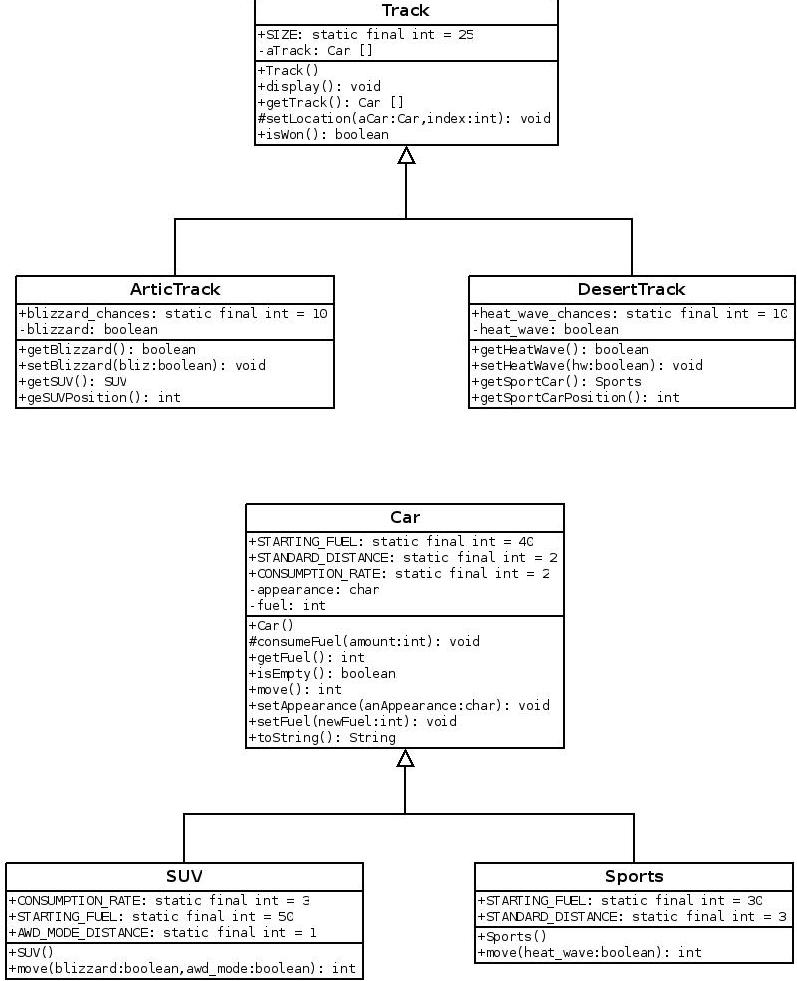 Track
+SIZE: static final int = 25
-aTrack: Car []
+Track()
+display(): void
+getTrack(): Car []
#setLocation(aCar:Car,index:int): void
+isWon(): boolean
ArticTrack
+blizzard_chances: static final int = 10
-blizzard: boolean
+getBlizzard(): boolean
+setBlizzard(bliz:boolean): void
+getSUV(): SUV
+geSUVPosition(): int
DesertTrack
+heat_wave_chances: static final int = 10
-heat_wave: boolean
+getHeatWave(): boolean
+setHeatWave(hw:boolean): void
+getSportCar(): Sports
+getSportCarPosition(): int
Car
+STARTING_FUEL: static final int = 40
+STANDARD_DISTANCE: static final int = 2
+CONSUMPTION_RATE: static final int = 2
-appearance: char
-fuel: int
+Car()
#consumeFuel(amount:int): void
+getFuel(): int
+isEmpty(): boolean
+move(): int
+setAppearance(anAppearance:char): void
+setFuel(newFuel:int): void
+toString(): String
SUV
+CONSUMPTION_RATE: static final int = 3
+STARTING_FUEL: static final int = 50
+AWD_MODE_DISTANCE: static final int = 1
+SUV()
+move(blizzard:boolean,awd_mode:boolean): int
Sports
+STARTING_FUEL: static final int = 30
+STANDARD_DISTANCE: static final int = 3
+Sports()
+move(heat_wave:boolean): int